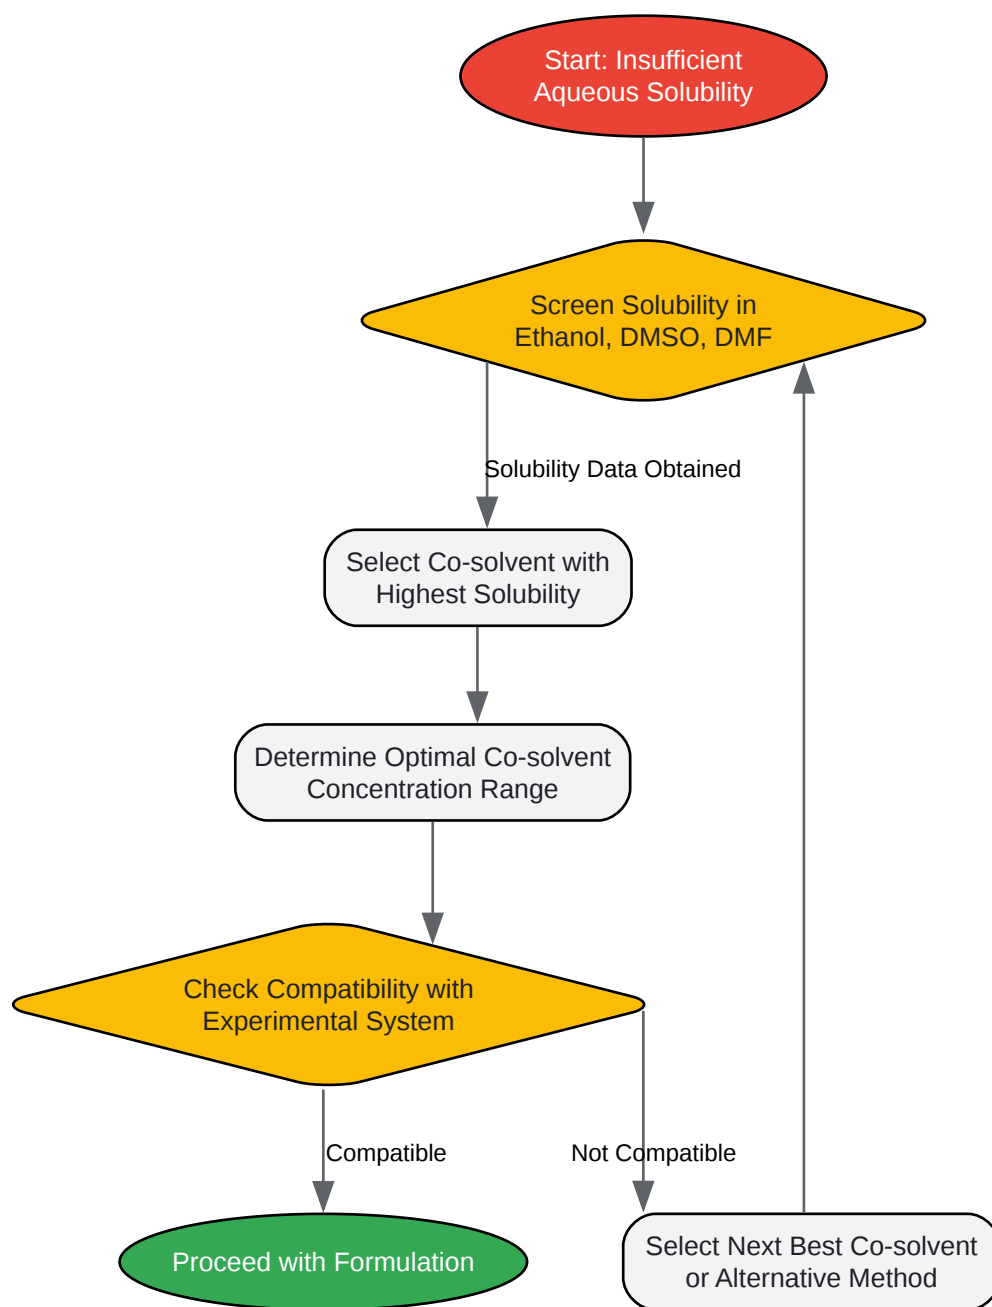 Start: Insufficient
Aqueous Solubility
Screen Solubility in
Ethanol, DMSO, DMF
Solubility Data Obtained
Select Co-solvent with
Highest Solubility
Determine Optimal Co-solvent
Concentration Range
Check Compatibility with
Experimental System
Compatible
Not Compatible
Proceed with Formulation
Select Next Best Co-solvent
or Alternative Method